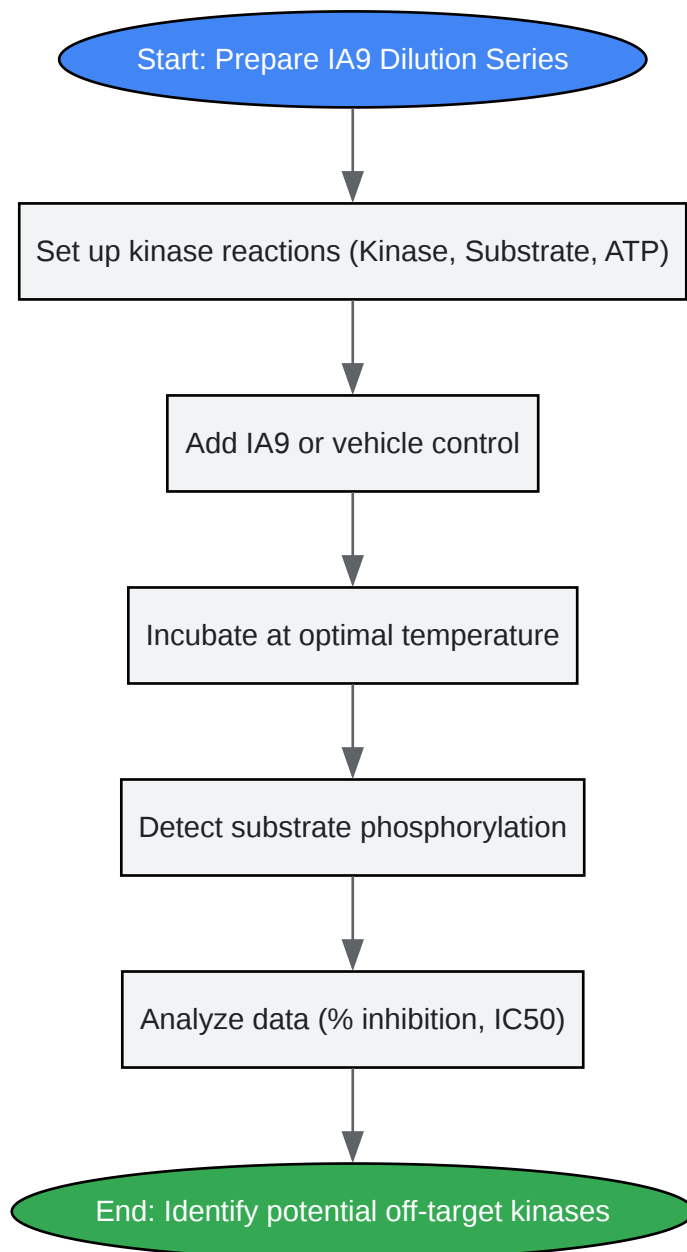 Start: Prepare IA9 Dilution Series
Set up kinase reactions (Kinase, Substrate, ATP)
Add IA9 or vehicle control
Incubate at optimal temperature
Detect substrate phosphorylation
Analyze data (% inhibition, IC50)
End: Identify potential off-target kinases